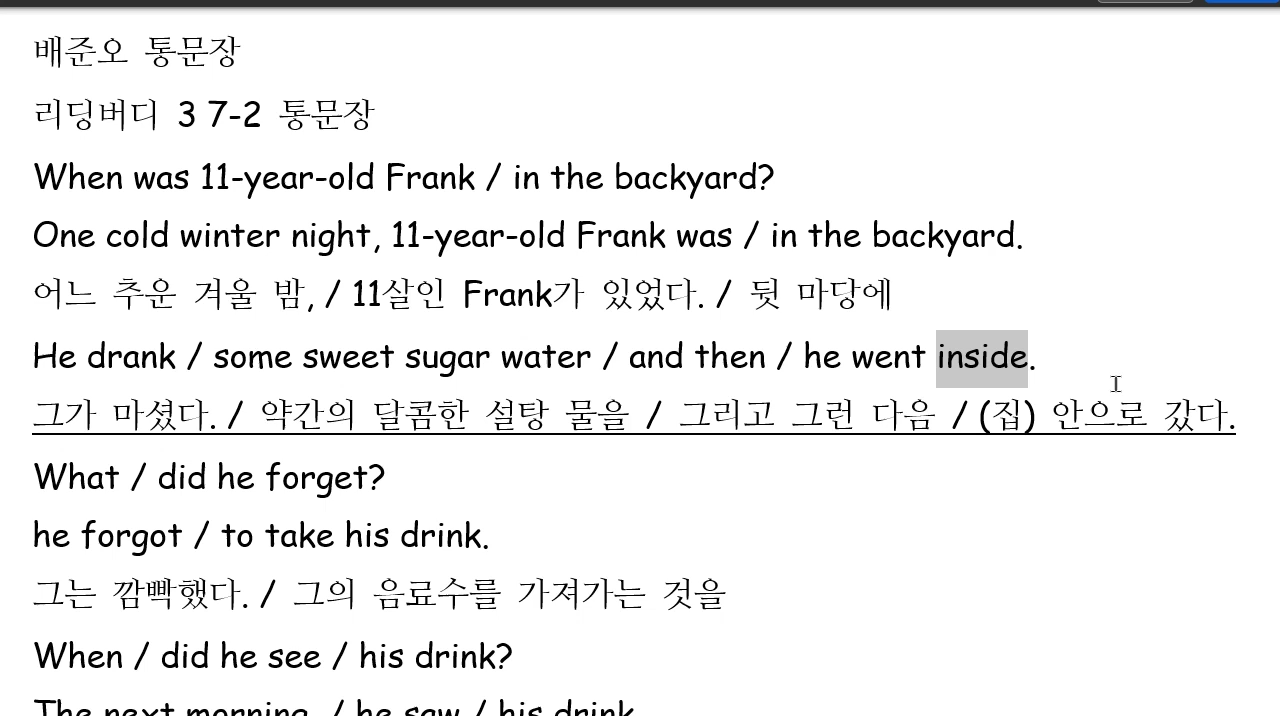 배준오 통문장
리딩버디 3 7-2 통문장
When was 11-year-old Frank / in the backyard?
One cold winter night, 11-year-old Frank was / in the backyard.
어느 추운 겨울 밤, / 11살인 Frank가 있었다. / 뒷 마당에
He drank / some sweet sugar water / and then / he went inside.
그가 마셨다. / 약간의 달콤한 설탕 물을 / 그리고 그런 다음 / (집) 안으로 갔다.
What / did he forget?
he forgot / to take his drink.
그는 깜빡했다. / 그의 음료수를 가져가는 것을
When / did he see / his drink?
The next morning, / he saw / his drink